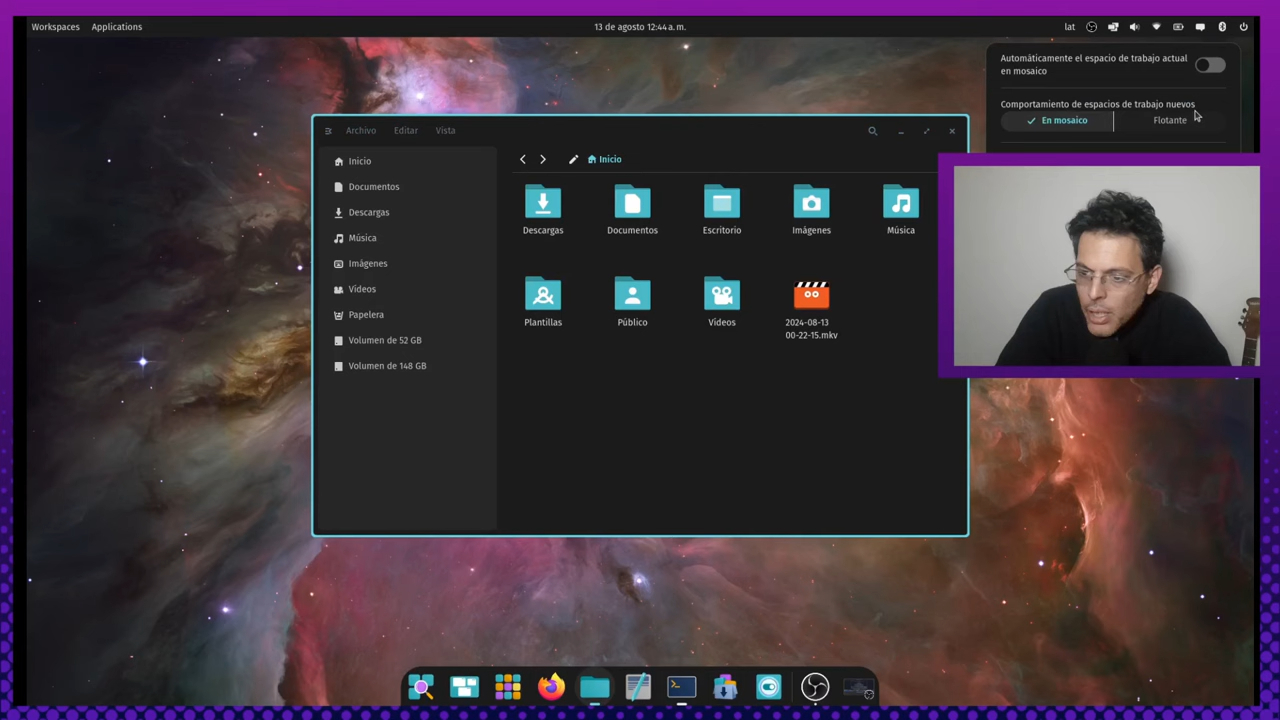 Workspaces
Applications
13 de agosto 12:44 a. m.
lat
Automáticamente el espacio de trabajo actual
en mosaico
Comportamiento de espacios de trabajo nuevos
En mosaico
Flotante
Archivo
Editar
Vista
Inicio
Documentos
Descargas
Música
Imágenes
Vídeos
Papelera
Volumen de 52 GB
Volumen de 148 GB
Inicio
Descargas
Documentos
Escritorio
Imágenes
Música
Plantillas
Público
Vídeos
2024-08-13
00-22-15.mkv